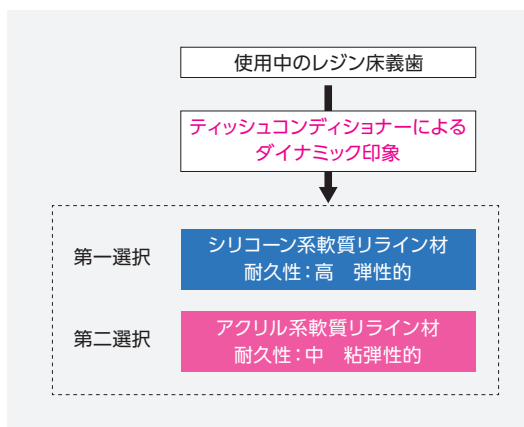 使用中のレジン床義歯
ティッシュコンディショナーによる
ダイナミック印象
第一選択
シリコーン系軟質リライン材
耐久性:高　弾性的
第二選択
アクリル系軟質リライン材
耐久性:中　粘弾性的